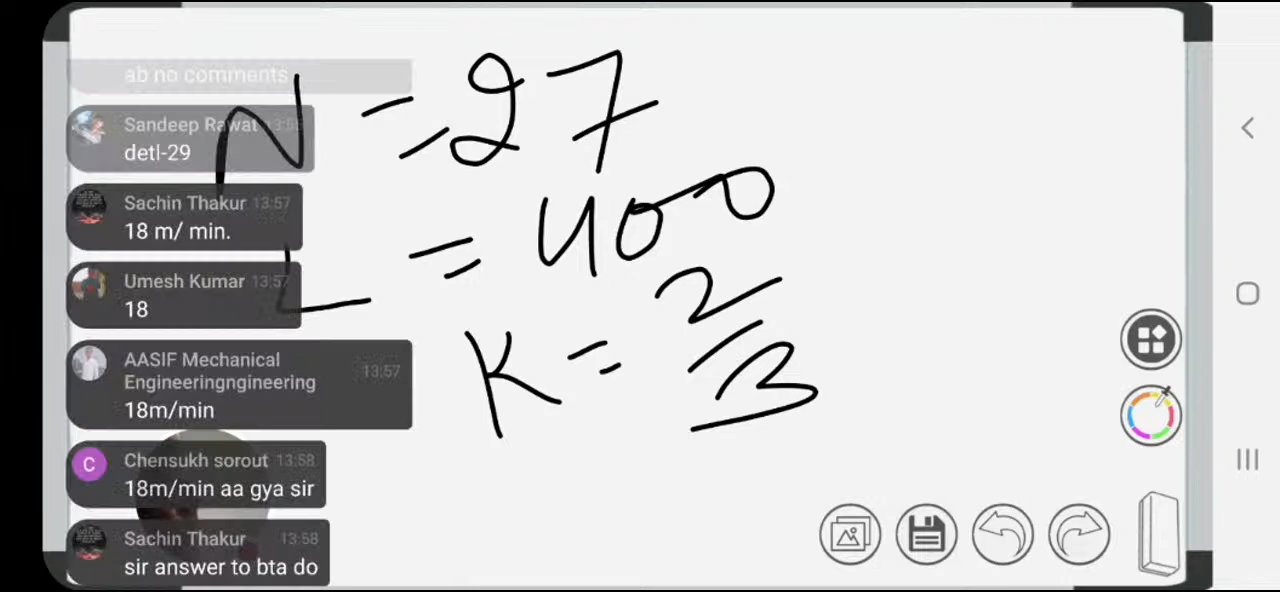 ab no comments
Sandeep Rawat 13:56
detl-29
Sachin Thakur 13:57
18 m/ min.
Umesh Kumar 13:57
18
AASIF Mechanical
Engineeringngineering 13:57
18m/min
C Chensukh sorout 13:58
18m/min aa gya sir
Sachin Thakur 13:58
sir answer to bta do
N = 27
L = 400
K = 2/3